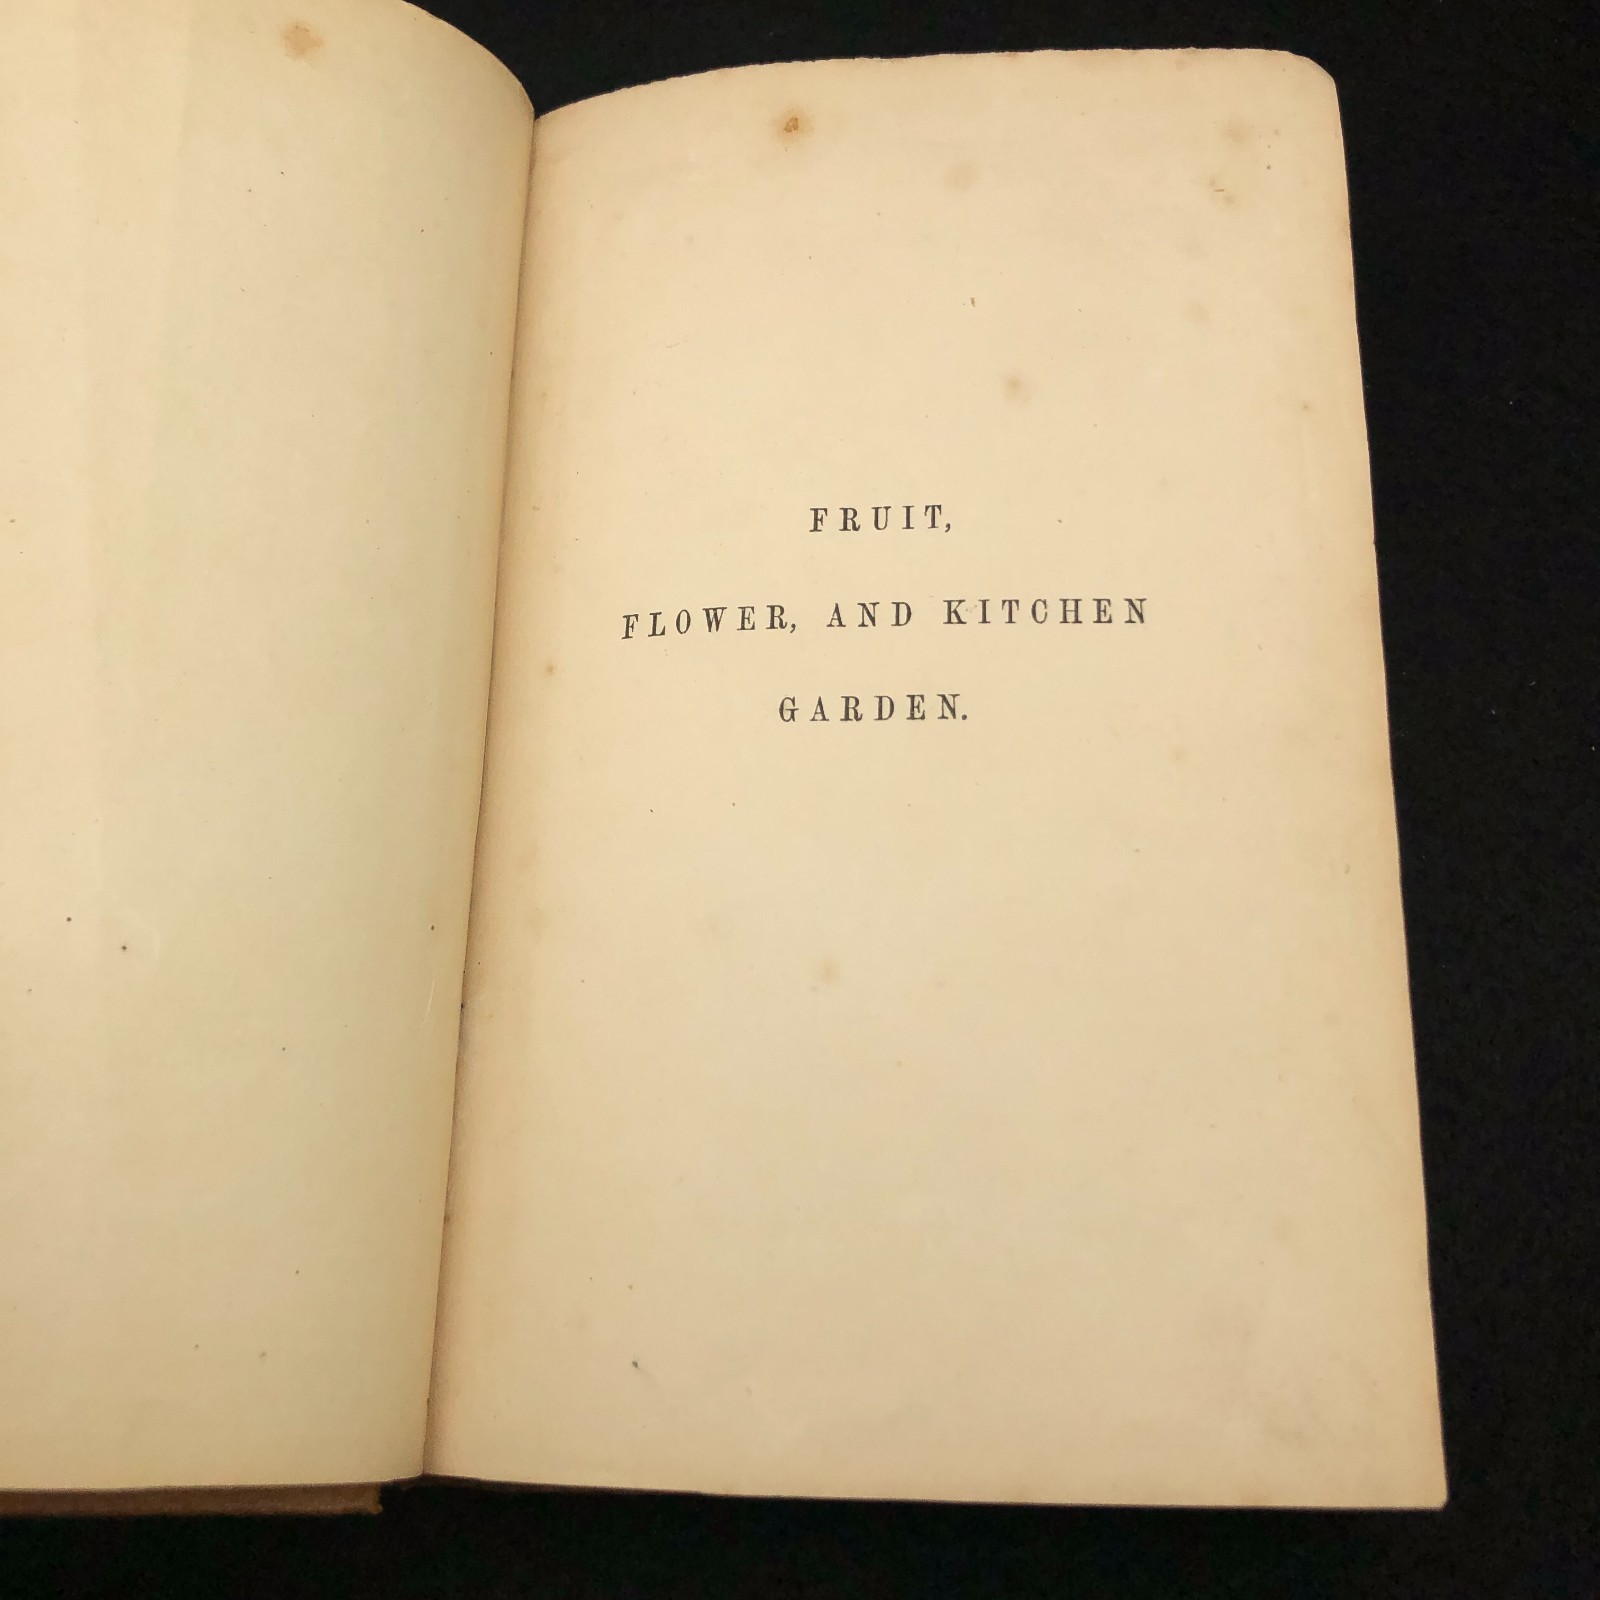 FRUIT,
FLOWER, AND KITCHEN
GARDEN.